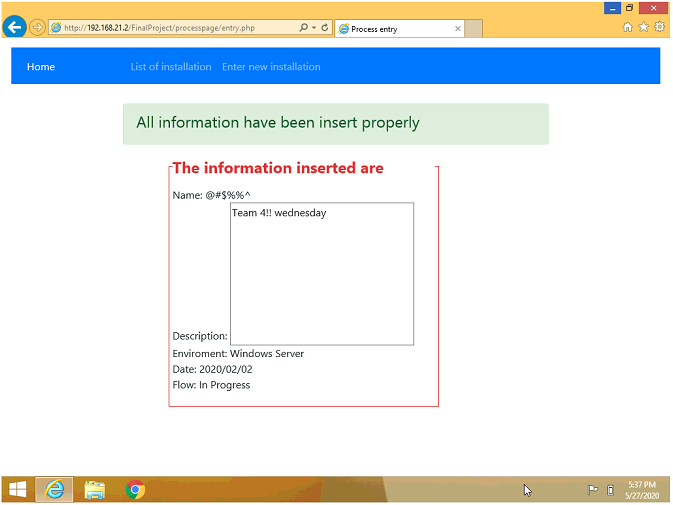 http://192.168.21.2/FinalProject/processpage/entry.php
Process entry
Home
List of installation
Enter new installation
All information have been insert properly
The information inserted are
Name: @#$%%^
Team 4!! wednesday
Description:
Enviroment: Windows Server
Date: 2020/02/02
Flow: In Progress
5:37 PM
5/27/2020